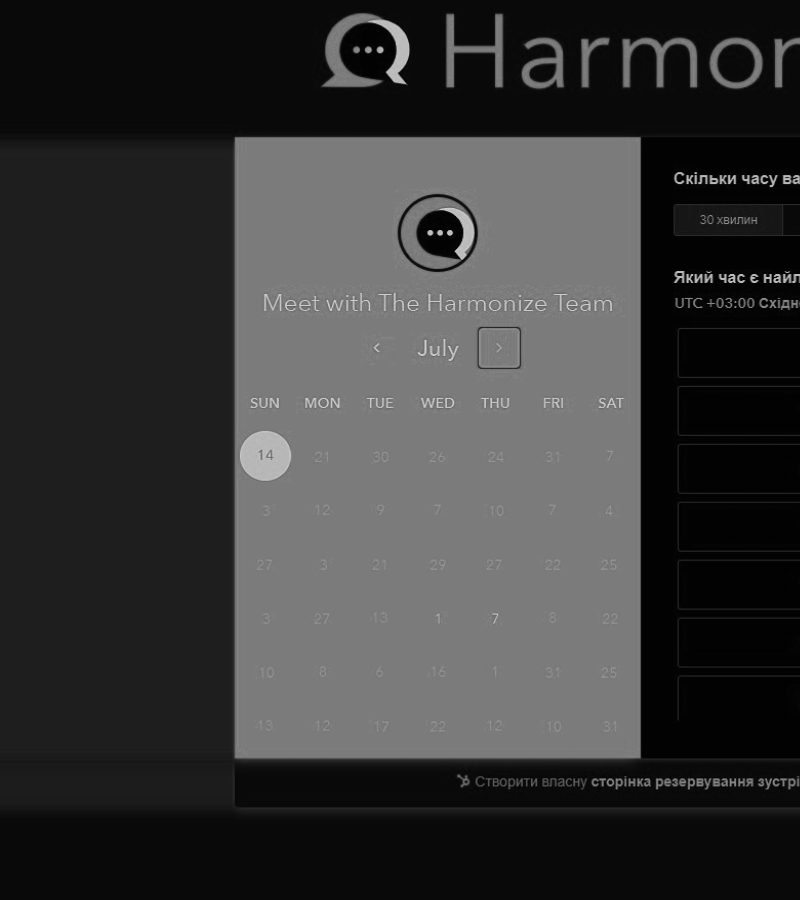 Harmon
Meet with The Harmonize Team
July
SUN MON TUE WED THU FRI SAT
14 21 30 26 24 31 7
3 12 9 7 10 7 4
27 3 21 29 27 22 25
3 27 13 1 7 8 22
10 8 6 16 1 31 25
13 12 17 22 12 10 31
Скільки часу ва
30 хвилин
Який час є найл
UTC +03:00 Східн
Створити власну сторінка резервування зустрі